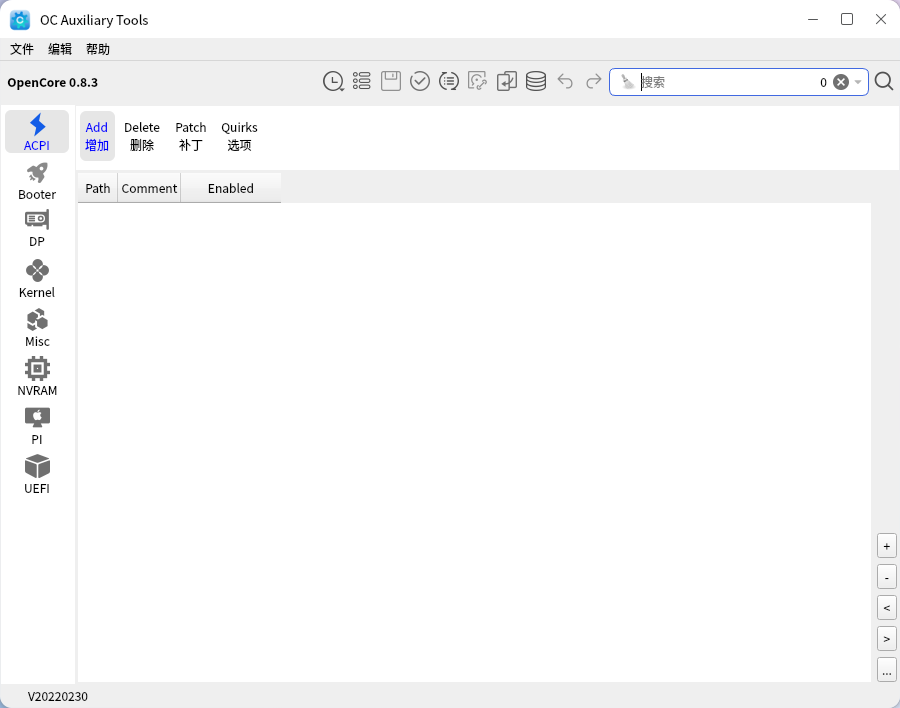 OC Auxiliary Tools
文件 编辑 帮助
OpenCore 0.8.3
搜索 0
ACPI
Booter
DP
Kernel
Misc
NVRAM
PI
UEFI
Add Delete Patch Quirks
增加 删除 补丁 选项
Path Comment Enabled
+
-
<
>
...
V20220230